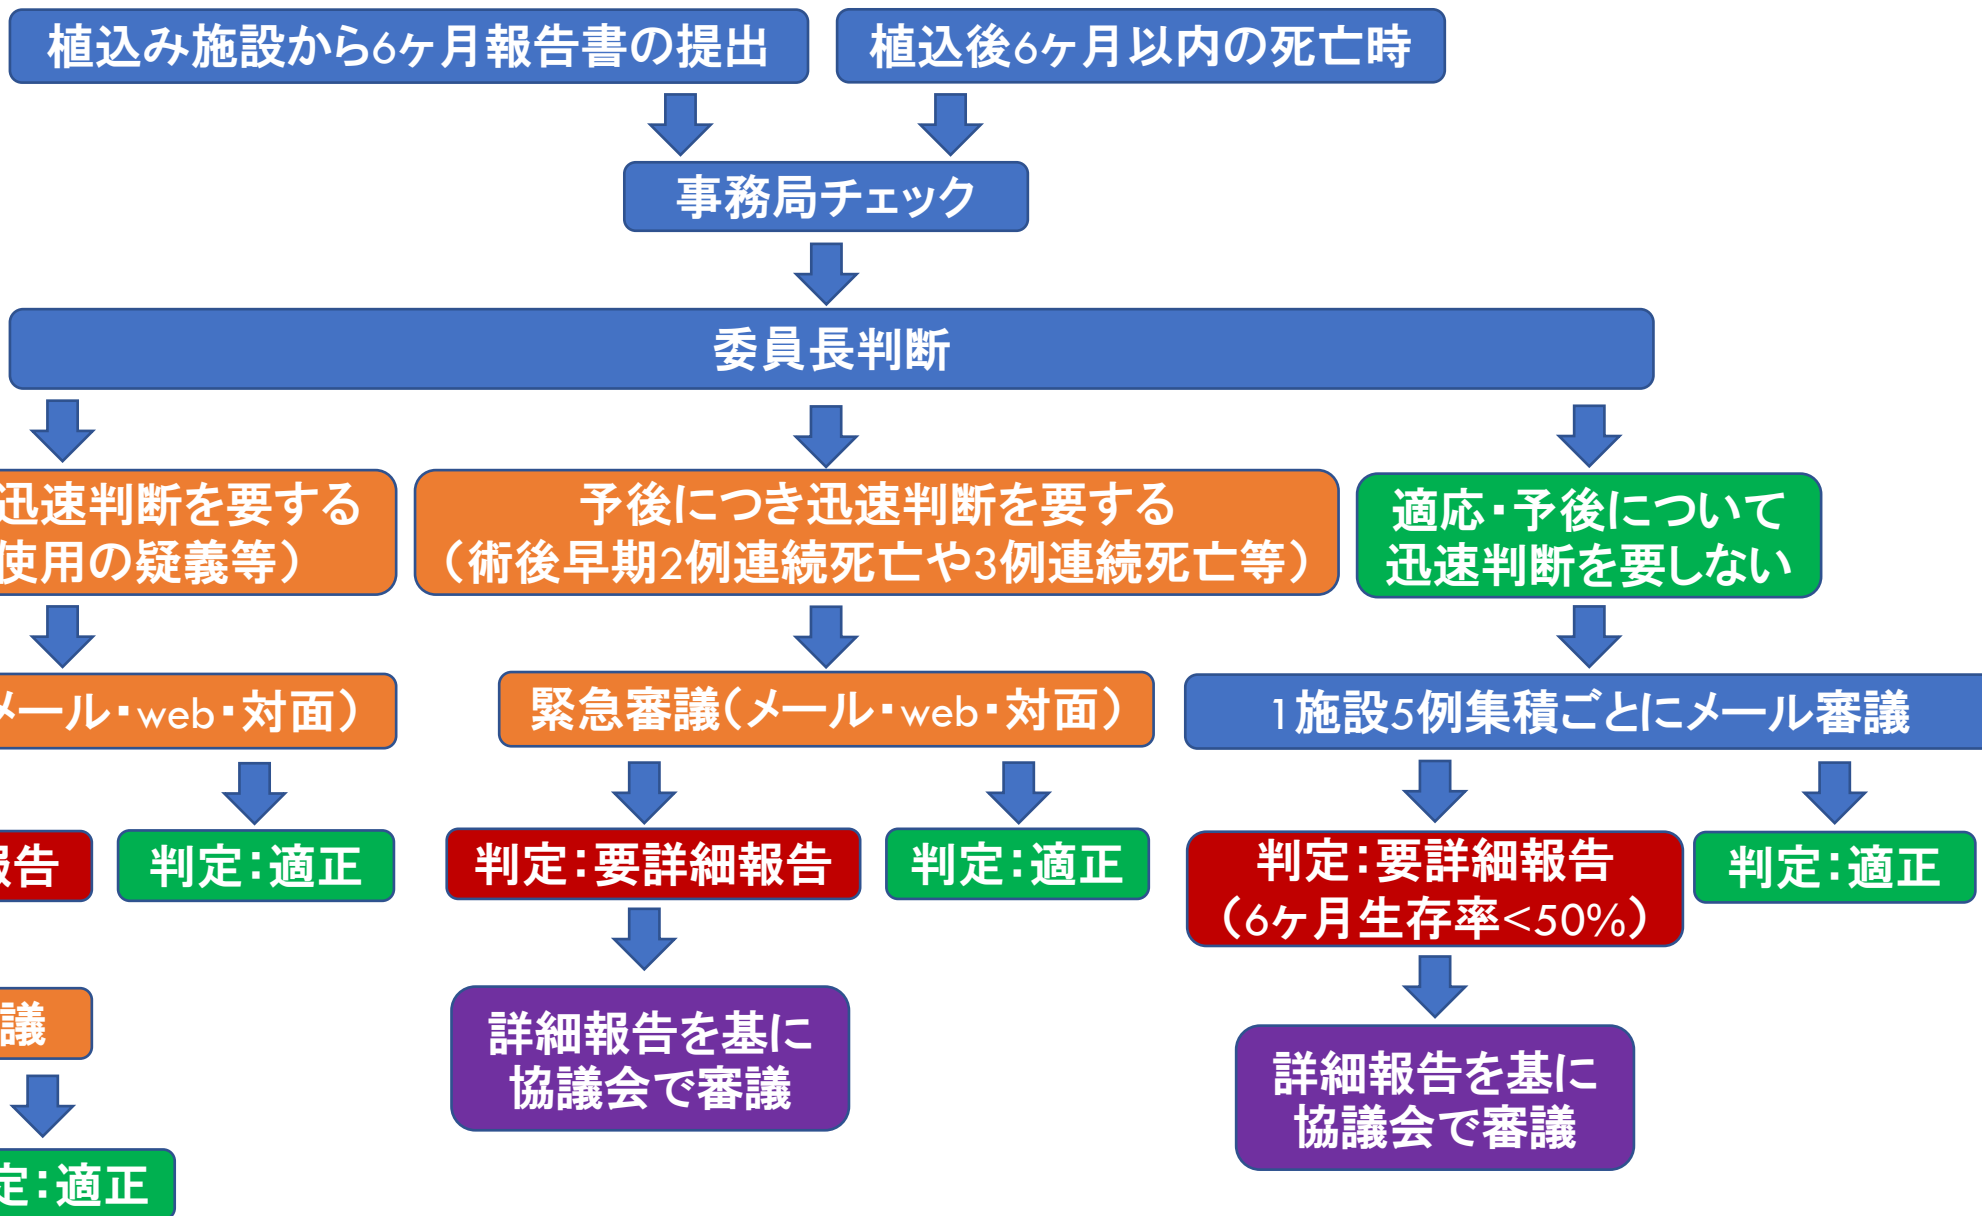 植込み施設から6ヶ月報告書の提出
植込後6ヶ月以内の死亡時
事務局チェック
委員長判断
迅速判断を要する
使用の疑義等）
予後につき迅速判断を要する
（術後早期2例連続死亡や3例連続死亡等）
適応・予後について
迅速判断を要しない
メール・web・対面）
緊急審議（メール・web・対面）
1施設5例集積ごとにメール審議
報告
判定：適正
判定：要詳細報告
判定：適正
判定：要詳細報告
（6ヶ月生存率<50%）
判定：適正
議
詳細報告を基に
協議会で審議
詳細報告を基に
協議会で審議
定：適正